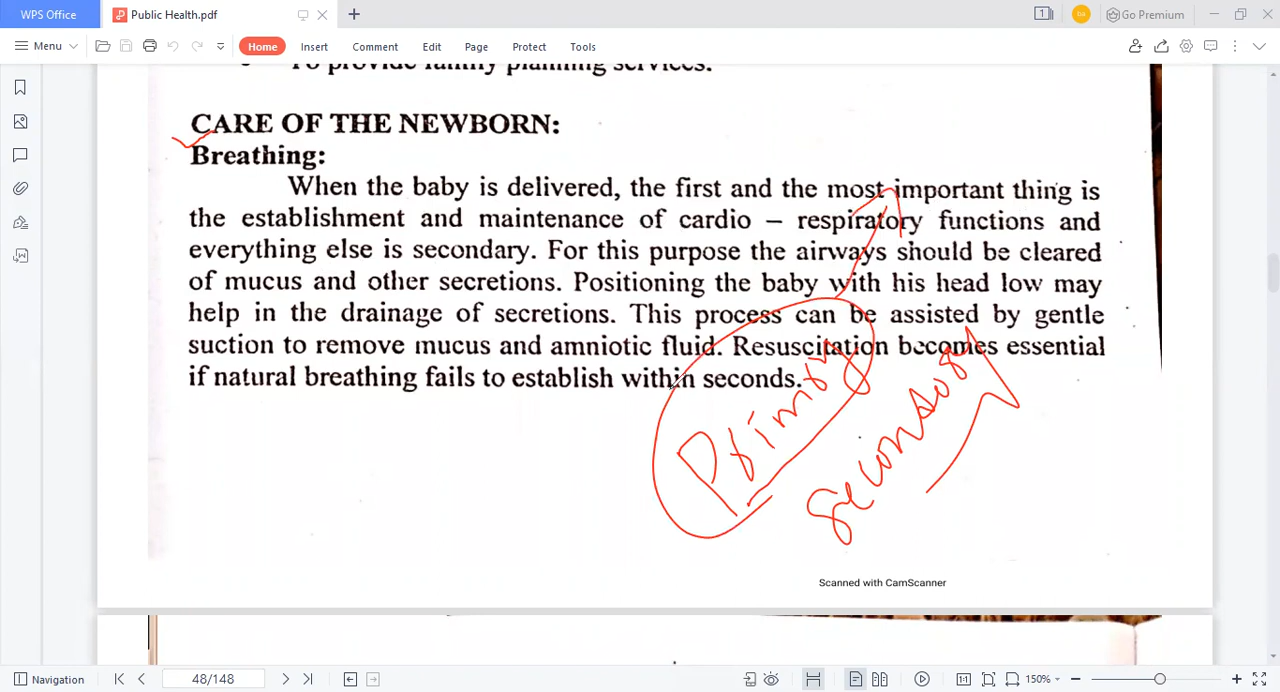 WPS Office
Public Health.pdf
1
DA
Go Premium
Menu
Home
Insert
Comment
Edit
Page
Protect
Tools
To provide family planning services.
CARE OF THE NEWBORN:
Breathing:
When the baby is delivered, the first and the most important thing is
the establishment and maintenance of cardio – respiratory functions and
everything else is secondary. For this purpose the airways should be cleared
of mucus and other secretions. Positioning the baby with his head low may
help in the drainage of secretions. This process can be assisted by gentle
suction to remove mucus and amniotic fluid. Resuscitation becomes essential
if natural breathing fails to establish within seconds.
Scanned with CamScanner
Navigation
48/148
1:1
150%